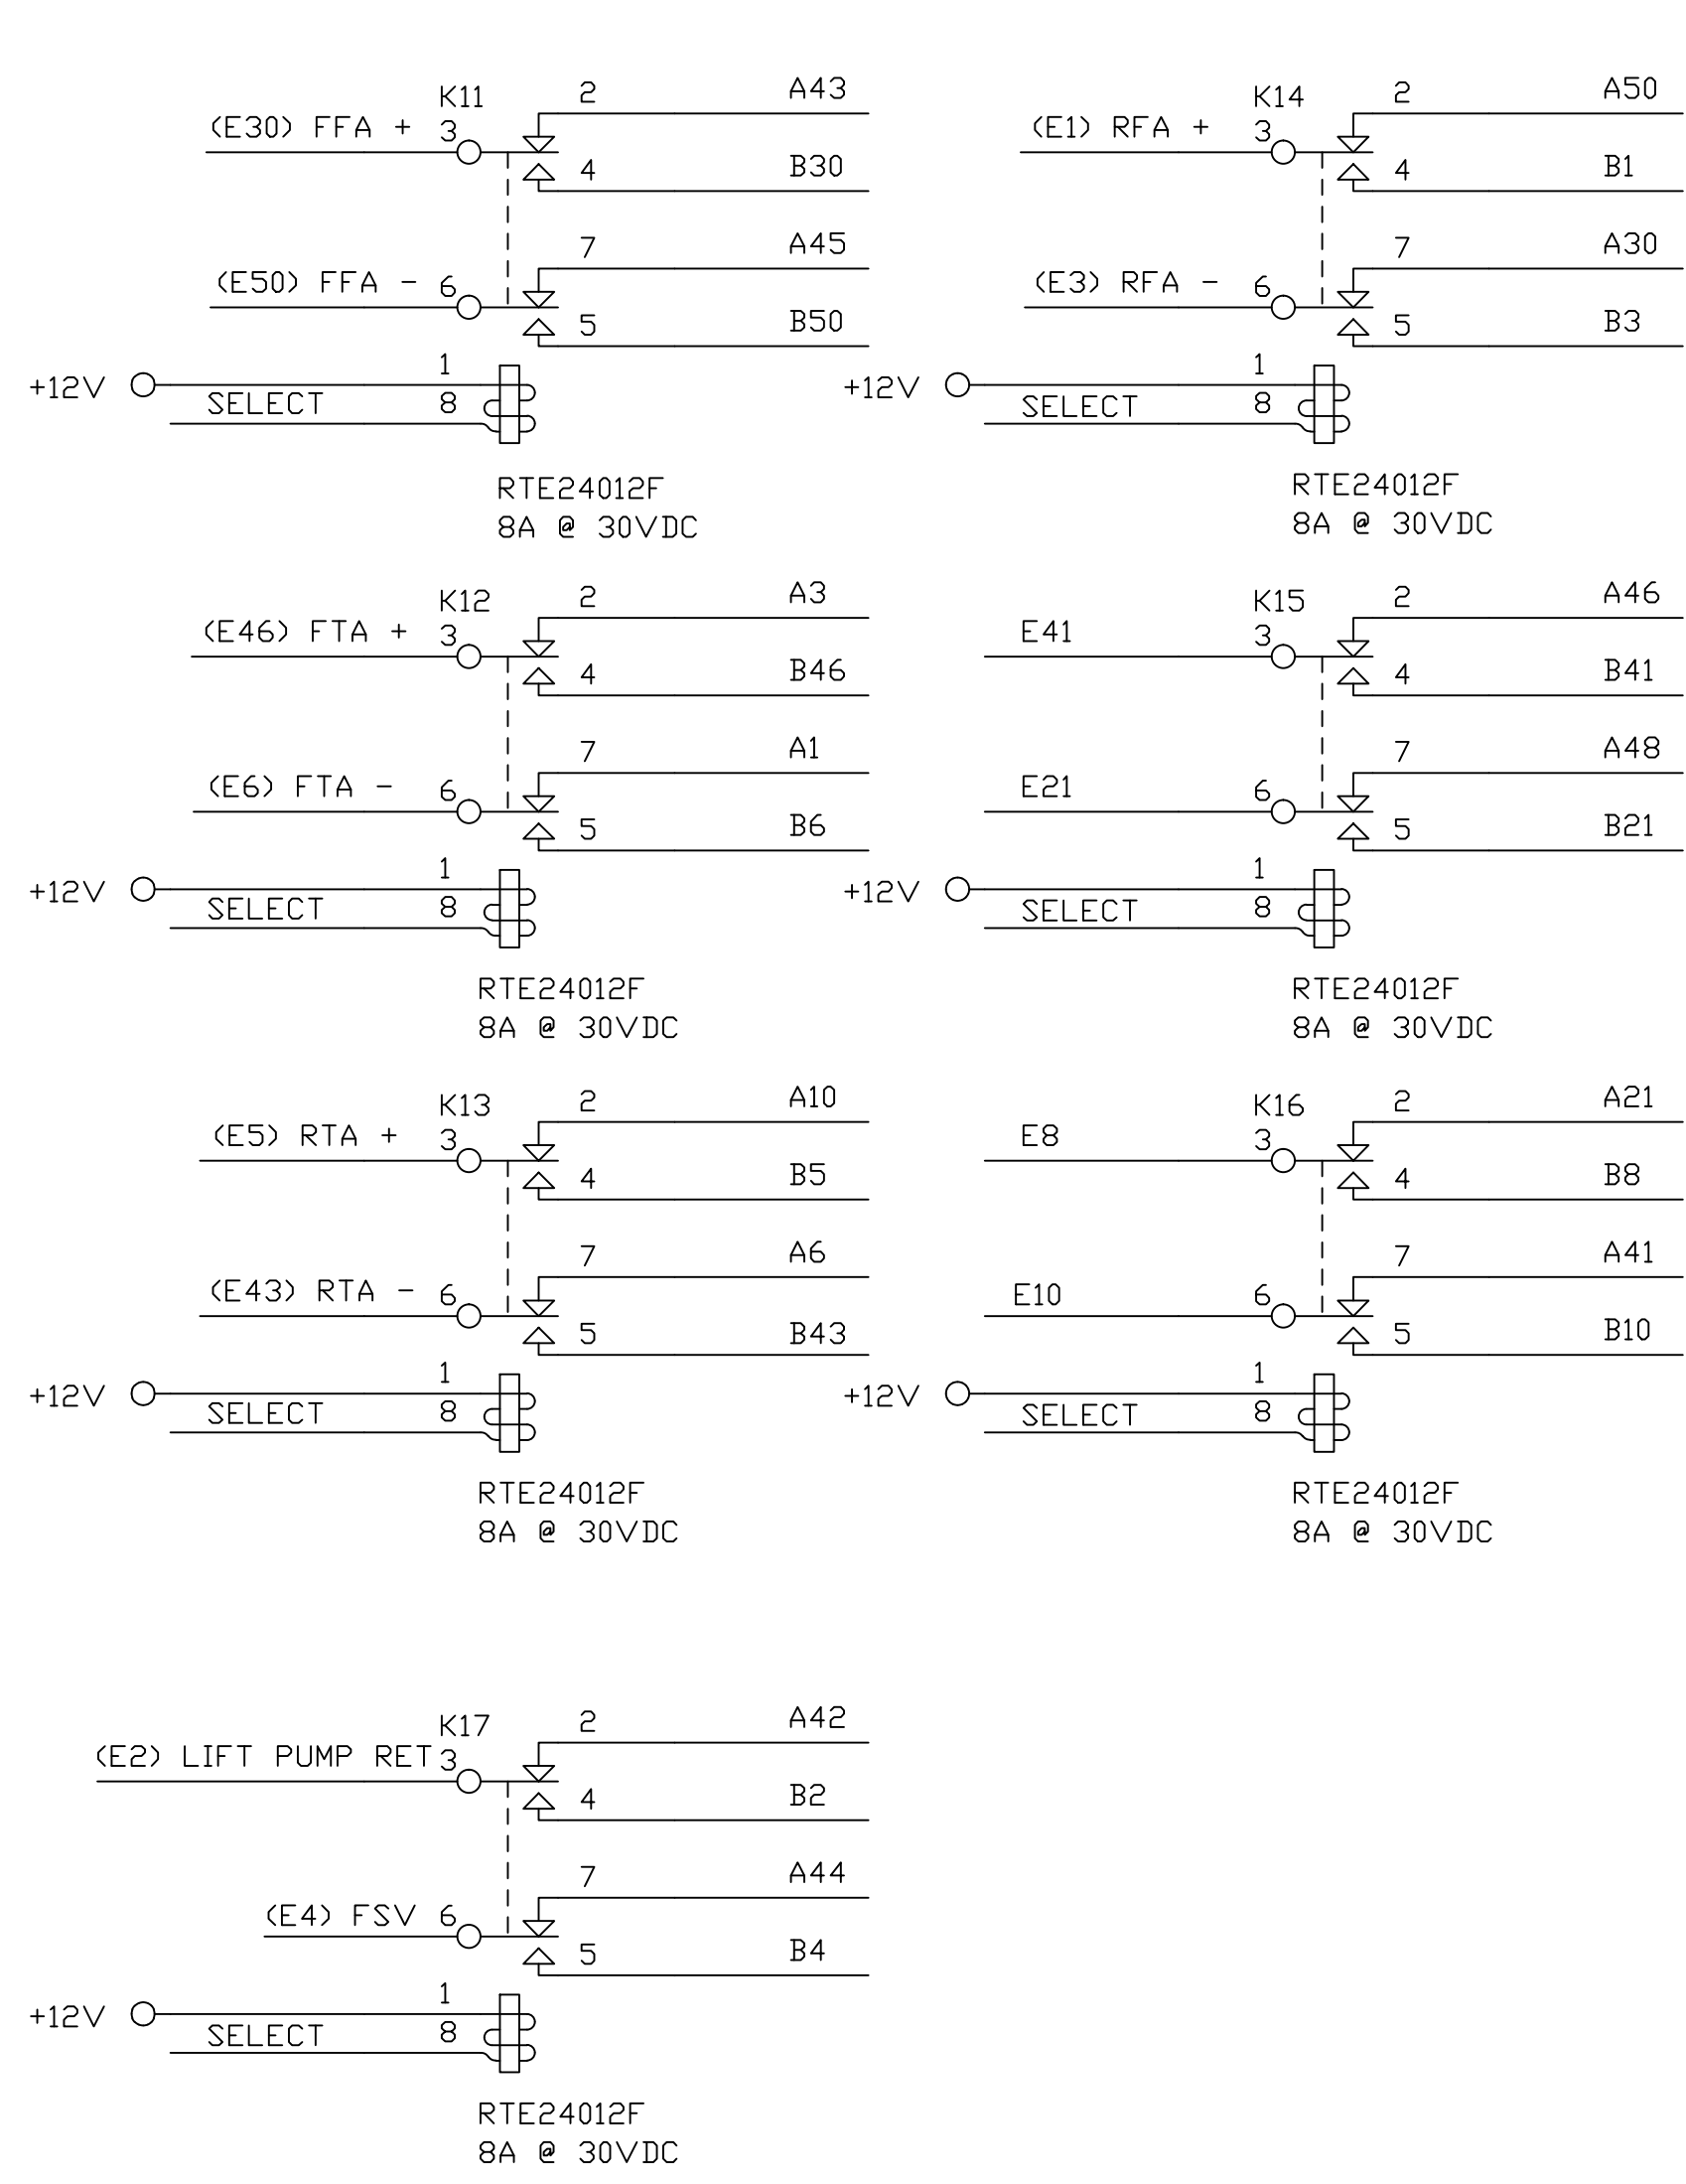 K11
2
A43
(E30) FFA +
3
4
B30
7
A45
(E50) FFA -
6
5
B50
1
+12V
SELECT
8
RTE24012F
8A @ 30VDC
K14
2
A50
(E1) RFA +
3
4
B1
7
A30
(E3) RFA -
6
5
B3
1
+12V
SELECT
8
RTE24012F
8A @ 30VDC
K12
2
A3
(E46) FTA +
3
4
B46
7
A1
(E6) FTA -
6
5
B6
1
+12V
SELECT
8
RTE24012F
8A @ 30VDC
K15
2
A46
E41
3
4
B41
7
A48
E21
6
5
B21
1
+12V
SELECT
8
RTE24012F
8A @ 30VDC
K13
2
A10
(E5) RTA +
3
4
B5
7
A6
(E43) RTA -
6
5
B43
1
+12V
SELECT
8
RTE24012F
8A @ 30VDC
K16
2
A21
E8
3
4
B8
7
A41
E10
6
5
B10
1
+12V
SELECT
8
RTE24012F
8A @ 30VDC
K17
2
A42
(E2) LIFT PUMP RET
3
4
B2
7
A44
(E4) FSV
6
5
B4
1
+12V
SELECT
8
RTE24012F
8A @ 30VDC